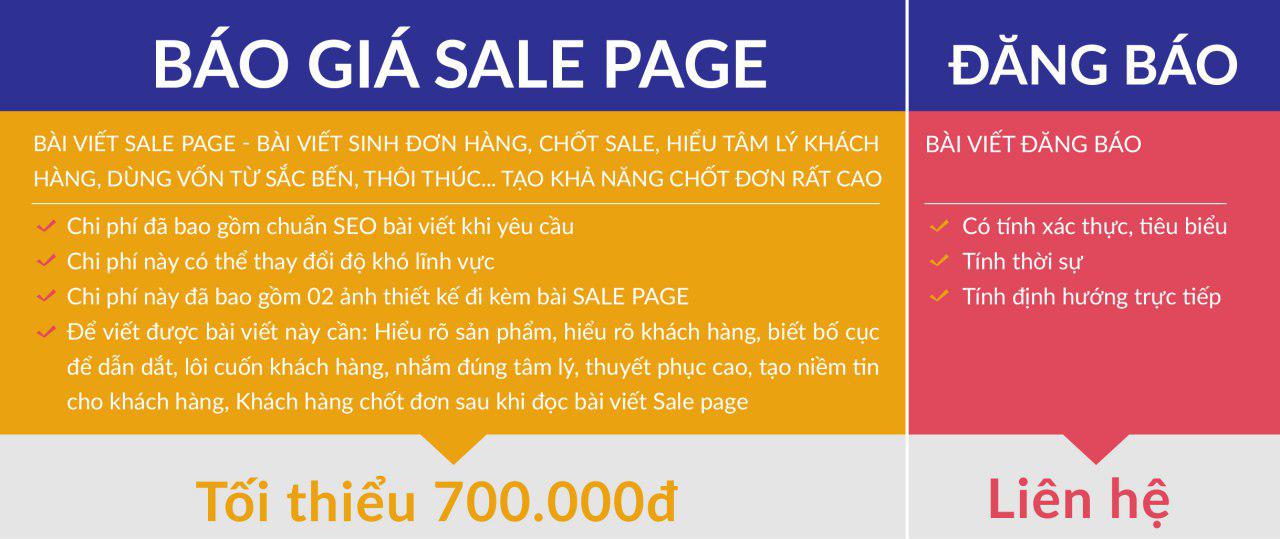 BÁO GIÁ SALE PAGE
BÀI VIẾT SALE PAGE - BÀI VIẾT SINH ĐƠN HÀNG, CHỐT SALE, HIỂU TÂM LÝ KHÁCH
HÀNG, DÙNG VỐN TỪ SẮC BẾN, THÔI THÚC... TẠO KHẢ NĂNG CHỐT ĐƠN RẤT CAO
Chi phí đã bao gồm chuẩn SEO bài viết khi yêu cầu
Chi phí này có thể thay đổi độ khó lĩnh vực
Chi phí này đã bao gồm 02 ảnh thiết kế đi kèm bài SALE PAGE
Để viết được bài viết này cần: Hiểu rõ sản phẩm, hiểu rõ khách hàng, biết bố cục
để dẫn dắt, lôi cuốn khách hàng, nhắm đúng tâm lý, thuyết phục cao, tạo niềm tin
cho khách hàng, Khách hàng chốt đơn sau khi đọc bài viết Sale page
Tối thiểu 700.000đ
ĐĂNG BÁO
BÀI VIẾT ĐĂNG BÁO
Có tính xác thực, tiêu biểu
Tính thời sự
Tính định hướng trực tiếp
Liên hệ